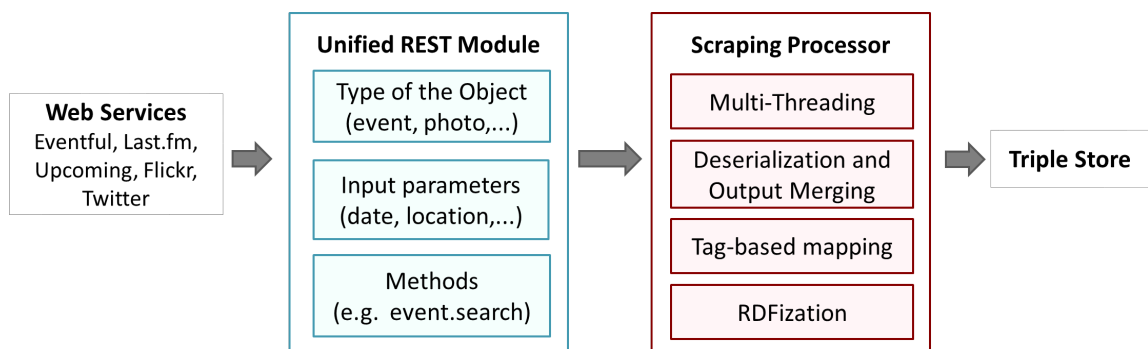 Web Services
Eventful, Last.fm,
Upcoming, Flickr,
Twitter
Unified REST Module
Type of the Object
(event, photo,...)
Input parameters
(date, location,...)
Methods
(e.g. event.search)
Scraping Processor
Multi-Threading
Deserialization and
Output Merging
Tag-based mapping
RDFization
Triple Store